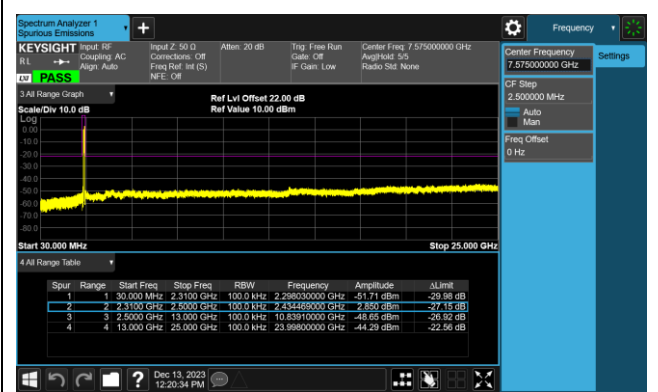 Spectrum Analyzer 1
Spurious Emissions
Frequency
KEYSIGHT
RL
LXI
PASS
Input: RF
Coupling: AC
Align: Auto
Input Z: 50 Ω
Corrections: Off
Freq Ref: Int (S)
NFE: Off
Atten: 20 dB
Trig: Free Run
Gate: Off
IF Gain: Low
Center Freq: 7.575000000 GHz
Avg|Hold: 5/5
Radio Std: None
3 All Range Graph
Scale/Div 10.0 dB
Ref Lvl Offset 22.00 dB
Ref Value 10.00 dBm
Log
0.00
-10.0
-20.0
-30.0
-40.0
-50.0
-60.0
-70.0
-80.0
Start 30.000 MHz
Stop 25.000 GHz
4 All Range Table
Spur Range Start Freq Stop Freq RBW Frequency Amplitude ΔLimit
1 1 30.000 MHz 2.3100 GHz 100.0 kHz 2.298030000 GHz -51.71 dBm -29.98 dB
2 2 2.3100 GHz 2.5000 GHz 100.0 kHz 2.434469000 GHz 2.850 dBm -27.15 dB
3 3 2.5000 GHz 13.000 GHz 100.0 kHz 10.83910000 GHz -48.65 dBm -26.92 dB
4 4 13.000 GHz 25.000 GHz 100.0 kHz 23.99800000 GHz -44.29 dBm -22.56 dB
Center Frequency
7.575000000 GHz
Settings
CF Step
2.500000 MHz
Auto
Man
Freq Offset
0 Hz
?
Dec 13, 2023
12:20:34 PM